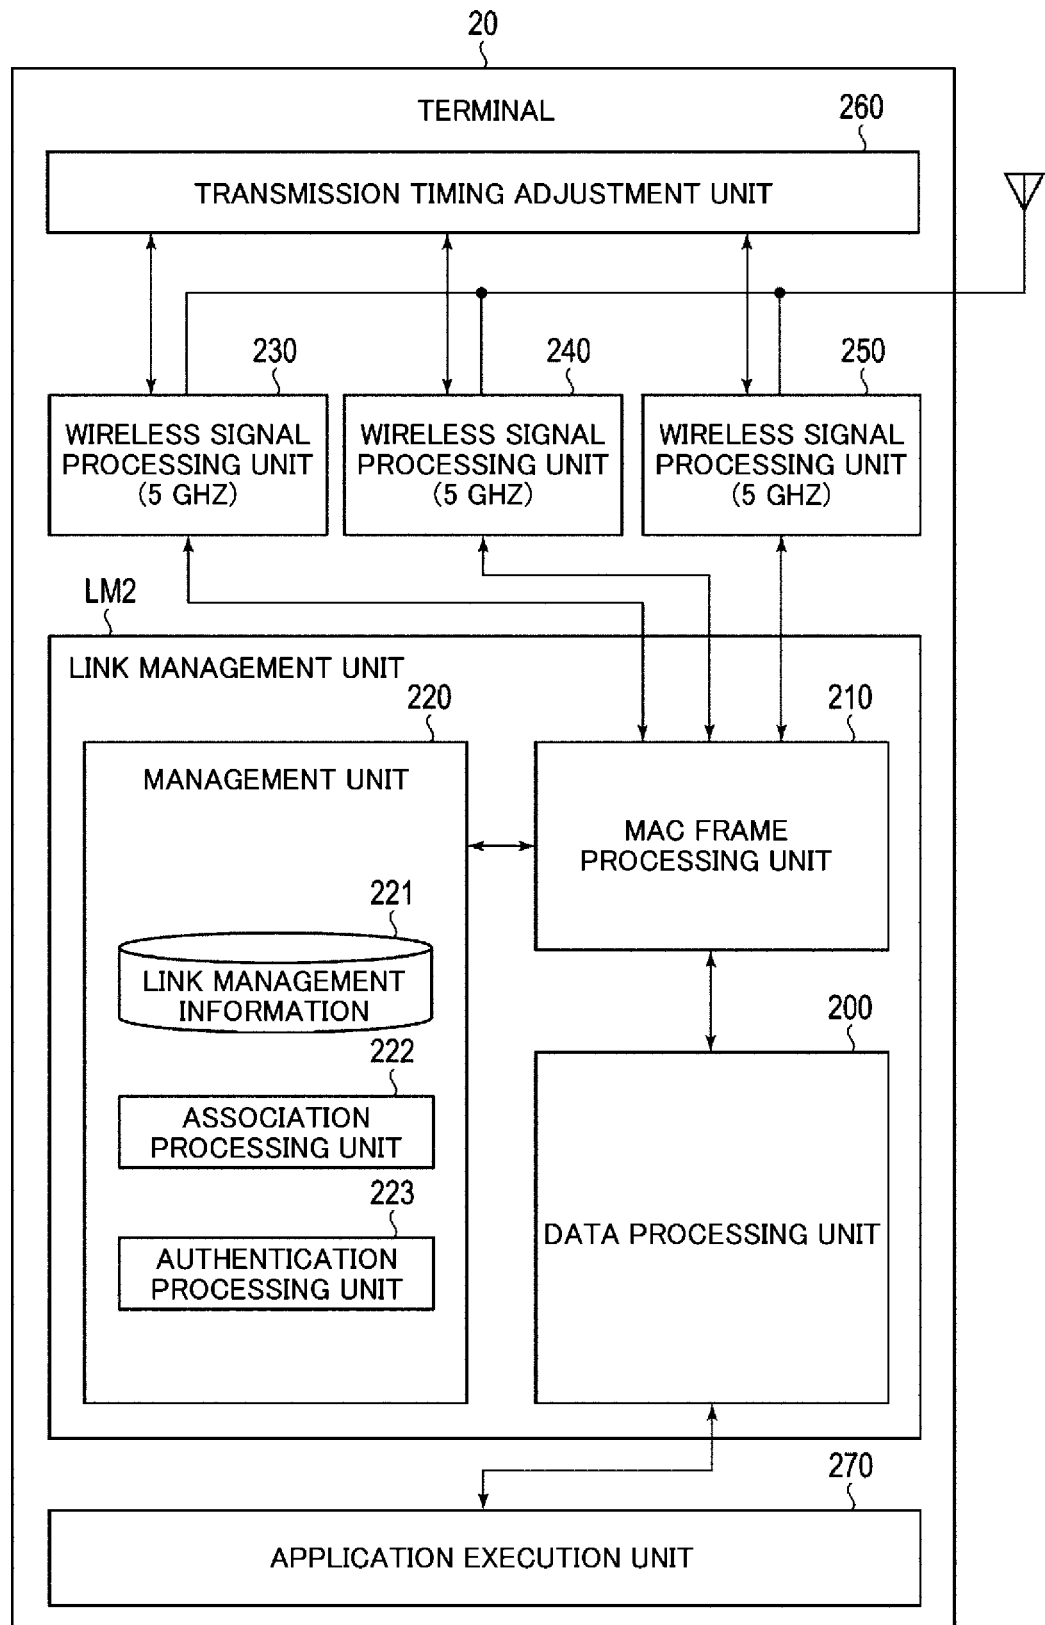 20
TERMINAL
260
TRANSMISSION TIMING ADJUSTMENT UNIT
230
240
250
WIRELESS SIGNAL
PROCESSING UNIT
(5 GHZ)
WIRELESS SIGNAL
PROCESSING UNIT
(5 GHZ)
WIRELESS SIGNAL
PROCESSING UNIT
(5 GHZ)
LM2
LINK MANAGEMENT UNIT
220
210
MANAGEMENT UNIT
MAC FRAME
PROCESSING UNIT
221
LINK MANAGEMENT
INFORMATION
200
222
ASSOCIATION
PROCESSING UNIT
223
AUTHENTICATION
PROCESSING UNIT
DATA PROCESSING UNIT
270
APPLICATION EXECUTION UNIT